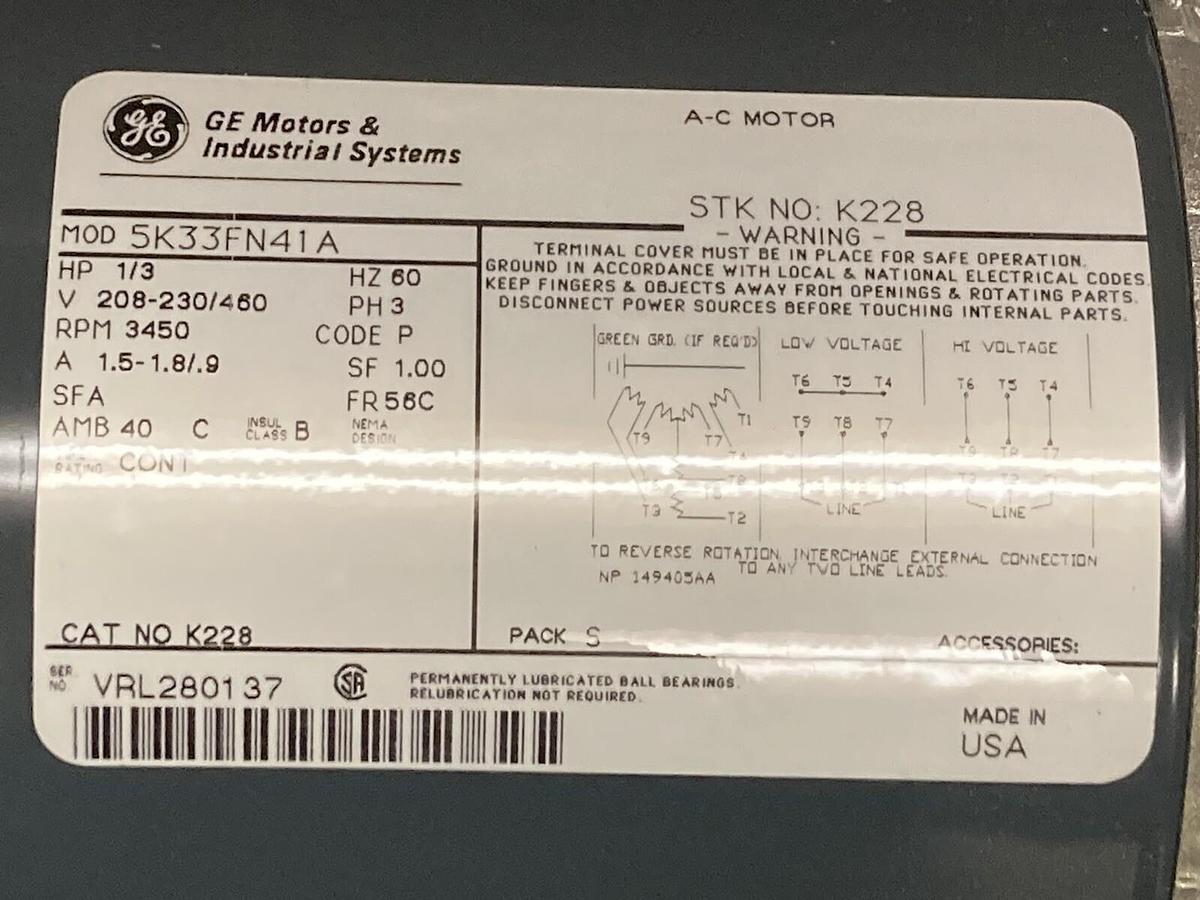 GE
GE Motors &
Industrial Systems
A-C MOTOR
STK NO: K228
MOD 5K33FN41A
HP 1/3 HZ 60
V 208-230/460 PH 3
RPM 3450 CODE P
A 1.5-1.8/.9 SF 1.00
SFA FR 56C
AMB 40 C INSUL CLASS B NEMA DESIGN
RATING CONT
CAT NO K228
- WARNING -
TERMINAL COVER MUST BE IN PLACE FOR SAFE OPERATION.
GROUND IN ACCORDANCE WITH LOCAL & NATIONAL ELECTRICAL CODES.
KEEP FINGERS & OBJECTS AWAY FROM OPENINGS & ROTATING PARTS.
DISCONNECT POWER SOURCES BEFORE TOUCHING INTERNAL PARTS.
GREEN GRD. (IF REQ'D) LOW VOLTAGE HI VOLTAGE
T6 T5 T4 T6 T5 T4
T1
T9 T7
T9 T8 T7
T9 T8 T7
T3 T2
LINE LINE
TO REVERSE ROTATION, INTERCHANGE EXTERNAL CONNECTION
TO ANY TWO LINE LEADS.
NP 149405AA
PACK S ACCESSORIES:
SER NO VRL280137
SA
PERMANENTLY LUBRICATED BALL BEARINGS.
RELUBRICATION NOT REQUIRED.
MADE IN
USA